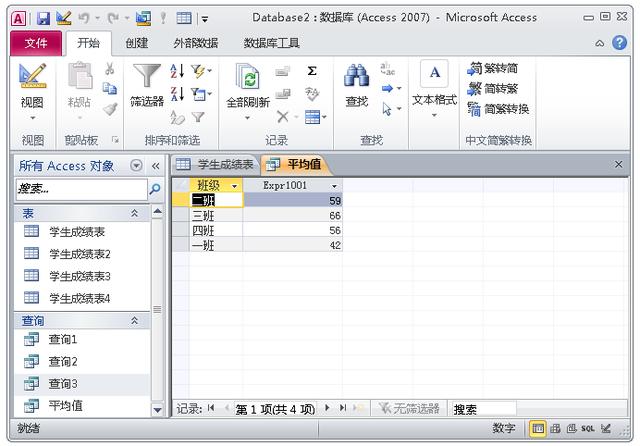 Database2 : 数据库 (Access 2007) - Microsoft Access
文件 开始 创建 外部数据 数据库工具
视图 粘贴 筛选器 全部刷新 查找 文本格式 繁转简
简转繁
简繁转换
视图 剪贴板 排序和筛选 记录 查找 中文简繁转换
所有 Access 对象
搜索...
表
学生成绩表
学生成绩表2
学生成绩表3
学生成绩表4
查询
查询1
查询2
查询3
平均值
学生成绩表 平均值
班级 Expr1001
二班 59
三班 66
四班 56
一班 42
记录: 第 1 项(共 4 项) 无筛选器 搜索
就绪 数字 SQL